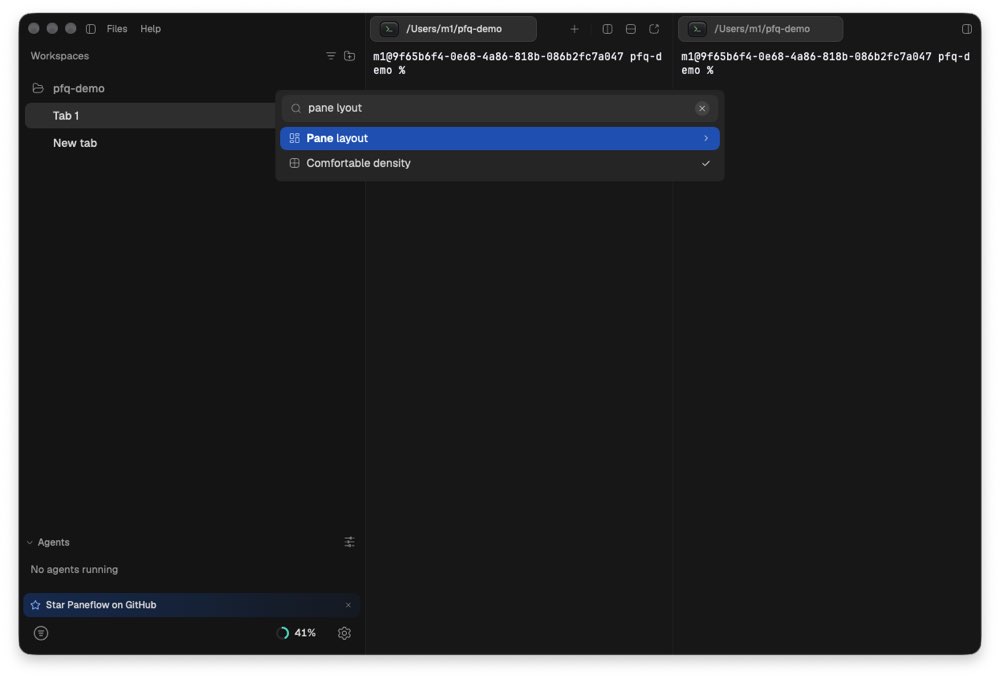 Files Help
/Users/m1/pfq-demo
/Users/m1/pfq-demo
Workspaces
m1@9f65b6f4-0e68-4a86-818b-086b2fc7a047 pfq-d
emo %
m1@9f65b6f4-0e68-4a86-818b-086b2fc7a047 pfq-d
emo %
pfq-demo
Tab 1
New tab
pane lyout
Pane layout
Comfortable density
Agents
No agents running
Star Paneflow on GitHub
41%